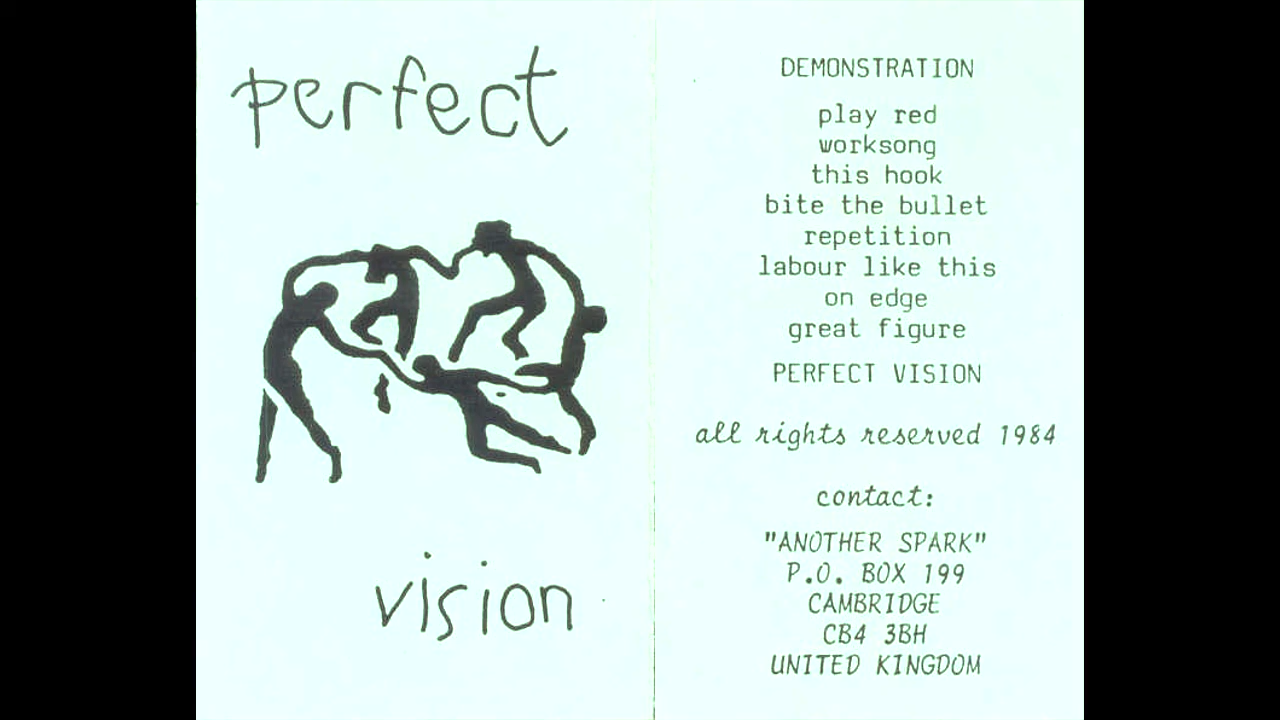 perfect
vision
DEMONSTRATION
play red
worksong
this hook
bite the bullet
repetition
labour like this
on edge
great figure
PERFECT VISION
all rights reserved 1984
contact:
"ANOTHER SPARK"
P.O. BOX 199
CAMBRIDGE
CB4 3BH
UNITED KINGDOM